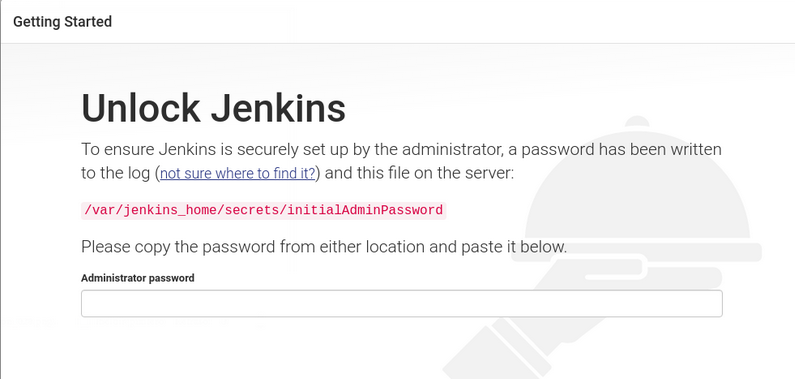 Getting Started
Unlock Jenkins
To ensure Jenkins is securely set up by the administrator, a password has been written
to the log (not sure where to find it?) and this file on the server:
/var/jenkins_home/secrets/initialAdminPassword
Please copy the password from either location and paste it below.
Administrator password